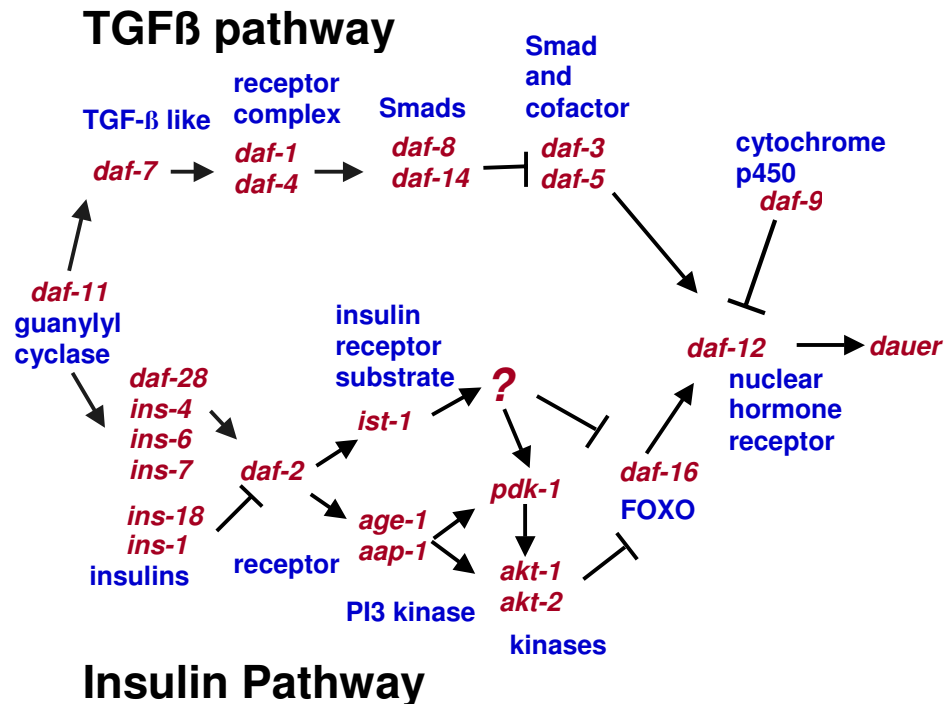 TGFß pathway
TGF-ß like
daf-7
receptor
complex
daf-1
daf-4
Smads
daf-8
daf-14
Smad
and
cofactor
daf-3
daf-5
cytochrome
p450
daf-9
daf-11
guanylyl
cyclase
daf-28
ins-4
ins-6
ins-7
ins-18
ins-1
insulins
daf-2
receptor
insulin
receptor
substrate
ist-1
?
age-1
aap-1
PI3 kinase
pdk-1
akt-1
akt-2
kinases
daf-16
FOXO
daf-12
nuclear
hormone
receptor
dauer
Insulin Pathway